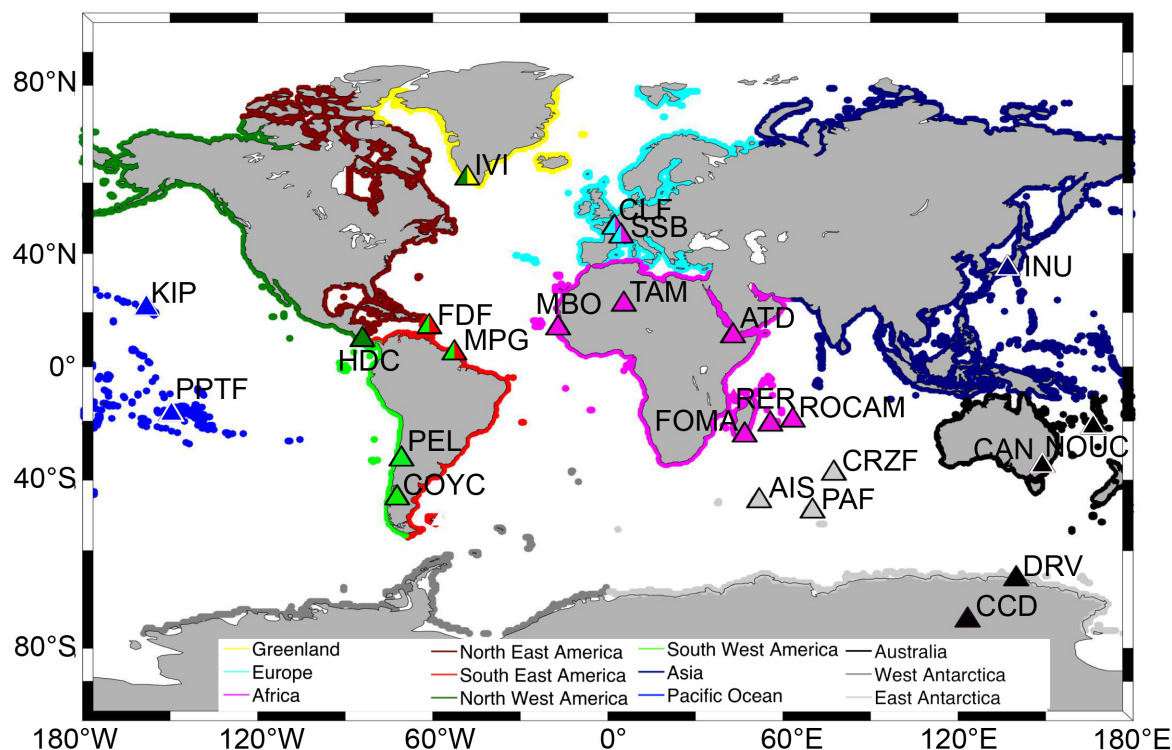 80°N
40°N
0°
40°S
80°S
IVI
CLF
SSB
INU
KIP
FDF
MBO
TAM
ATD
MPG
HDC
PPTF
RER
ROCAM
FOMA
PEL
CAN
NOUC
COYC
CRZF
AIS
PAF
DRV
CCD
Greenland
Europe
Africa
North East America
South East America
North West America
South West America
Asia
Pacific Ocean
Australia
West Antarctica
East Antarctica
180°W
120°W
60°W
0°
60°E
120°E
180°E